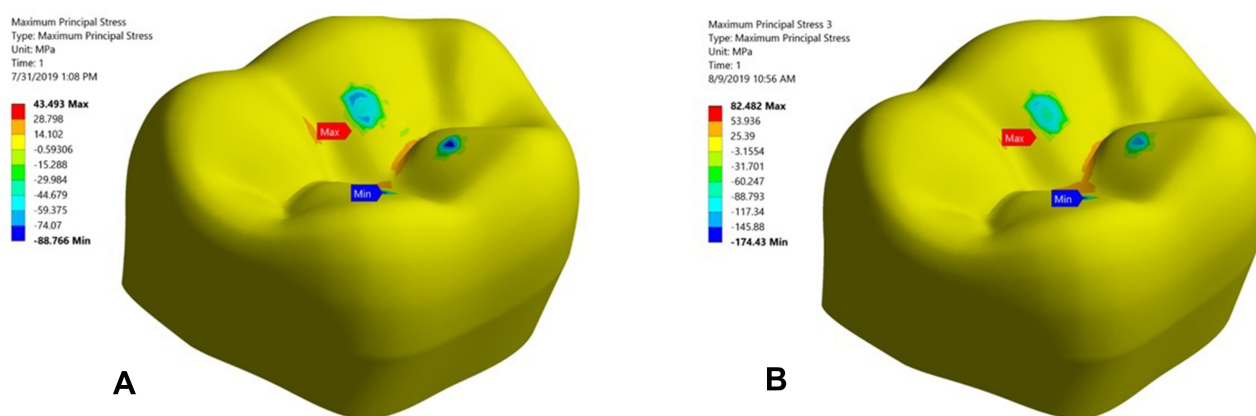 Maximum Principal Stress
Type: Maximum Principal Stress
Unit: MPa
Time: 1
7/31/2019 1:08 PM
43.493 Max
28.798
14.102
-0.59306
-15.288
-29.984
-44.679
-59.375
-74.07
-88.766 Min
Max
Min
A
Maximum Principal Stress 3
Type: Maximum Principal Stress
Unit: MPa
Time: 1
8/9/2019 10:56 AM
82.482 Max
53.936
25.39
-3.1554
-31.701
-60.247
-88.793
-117.34
-145.88
-174.43 Min
Max
Min
B